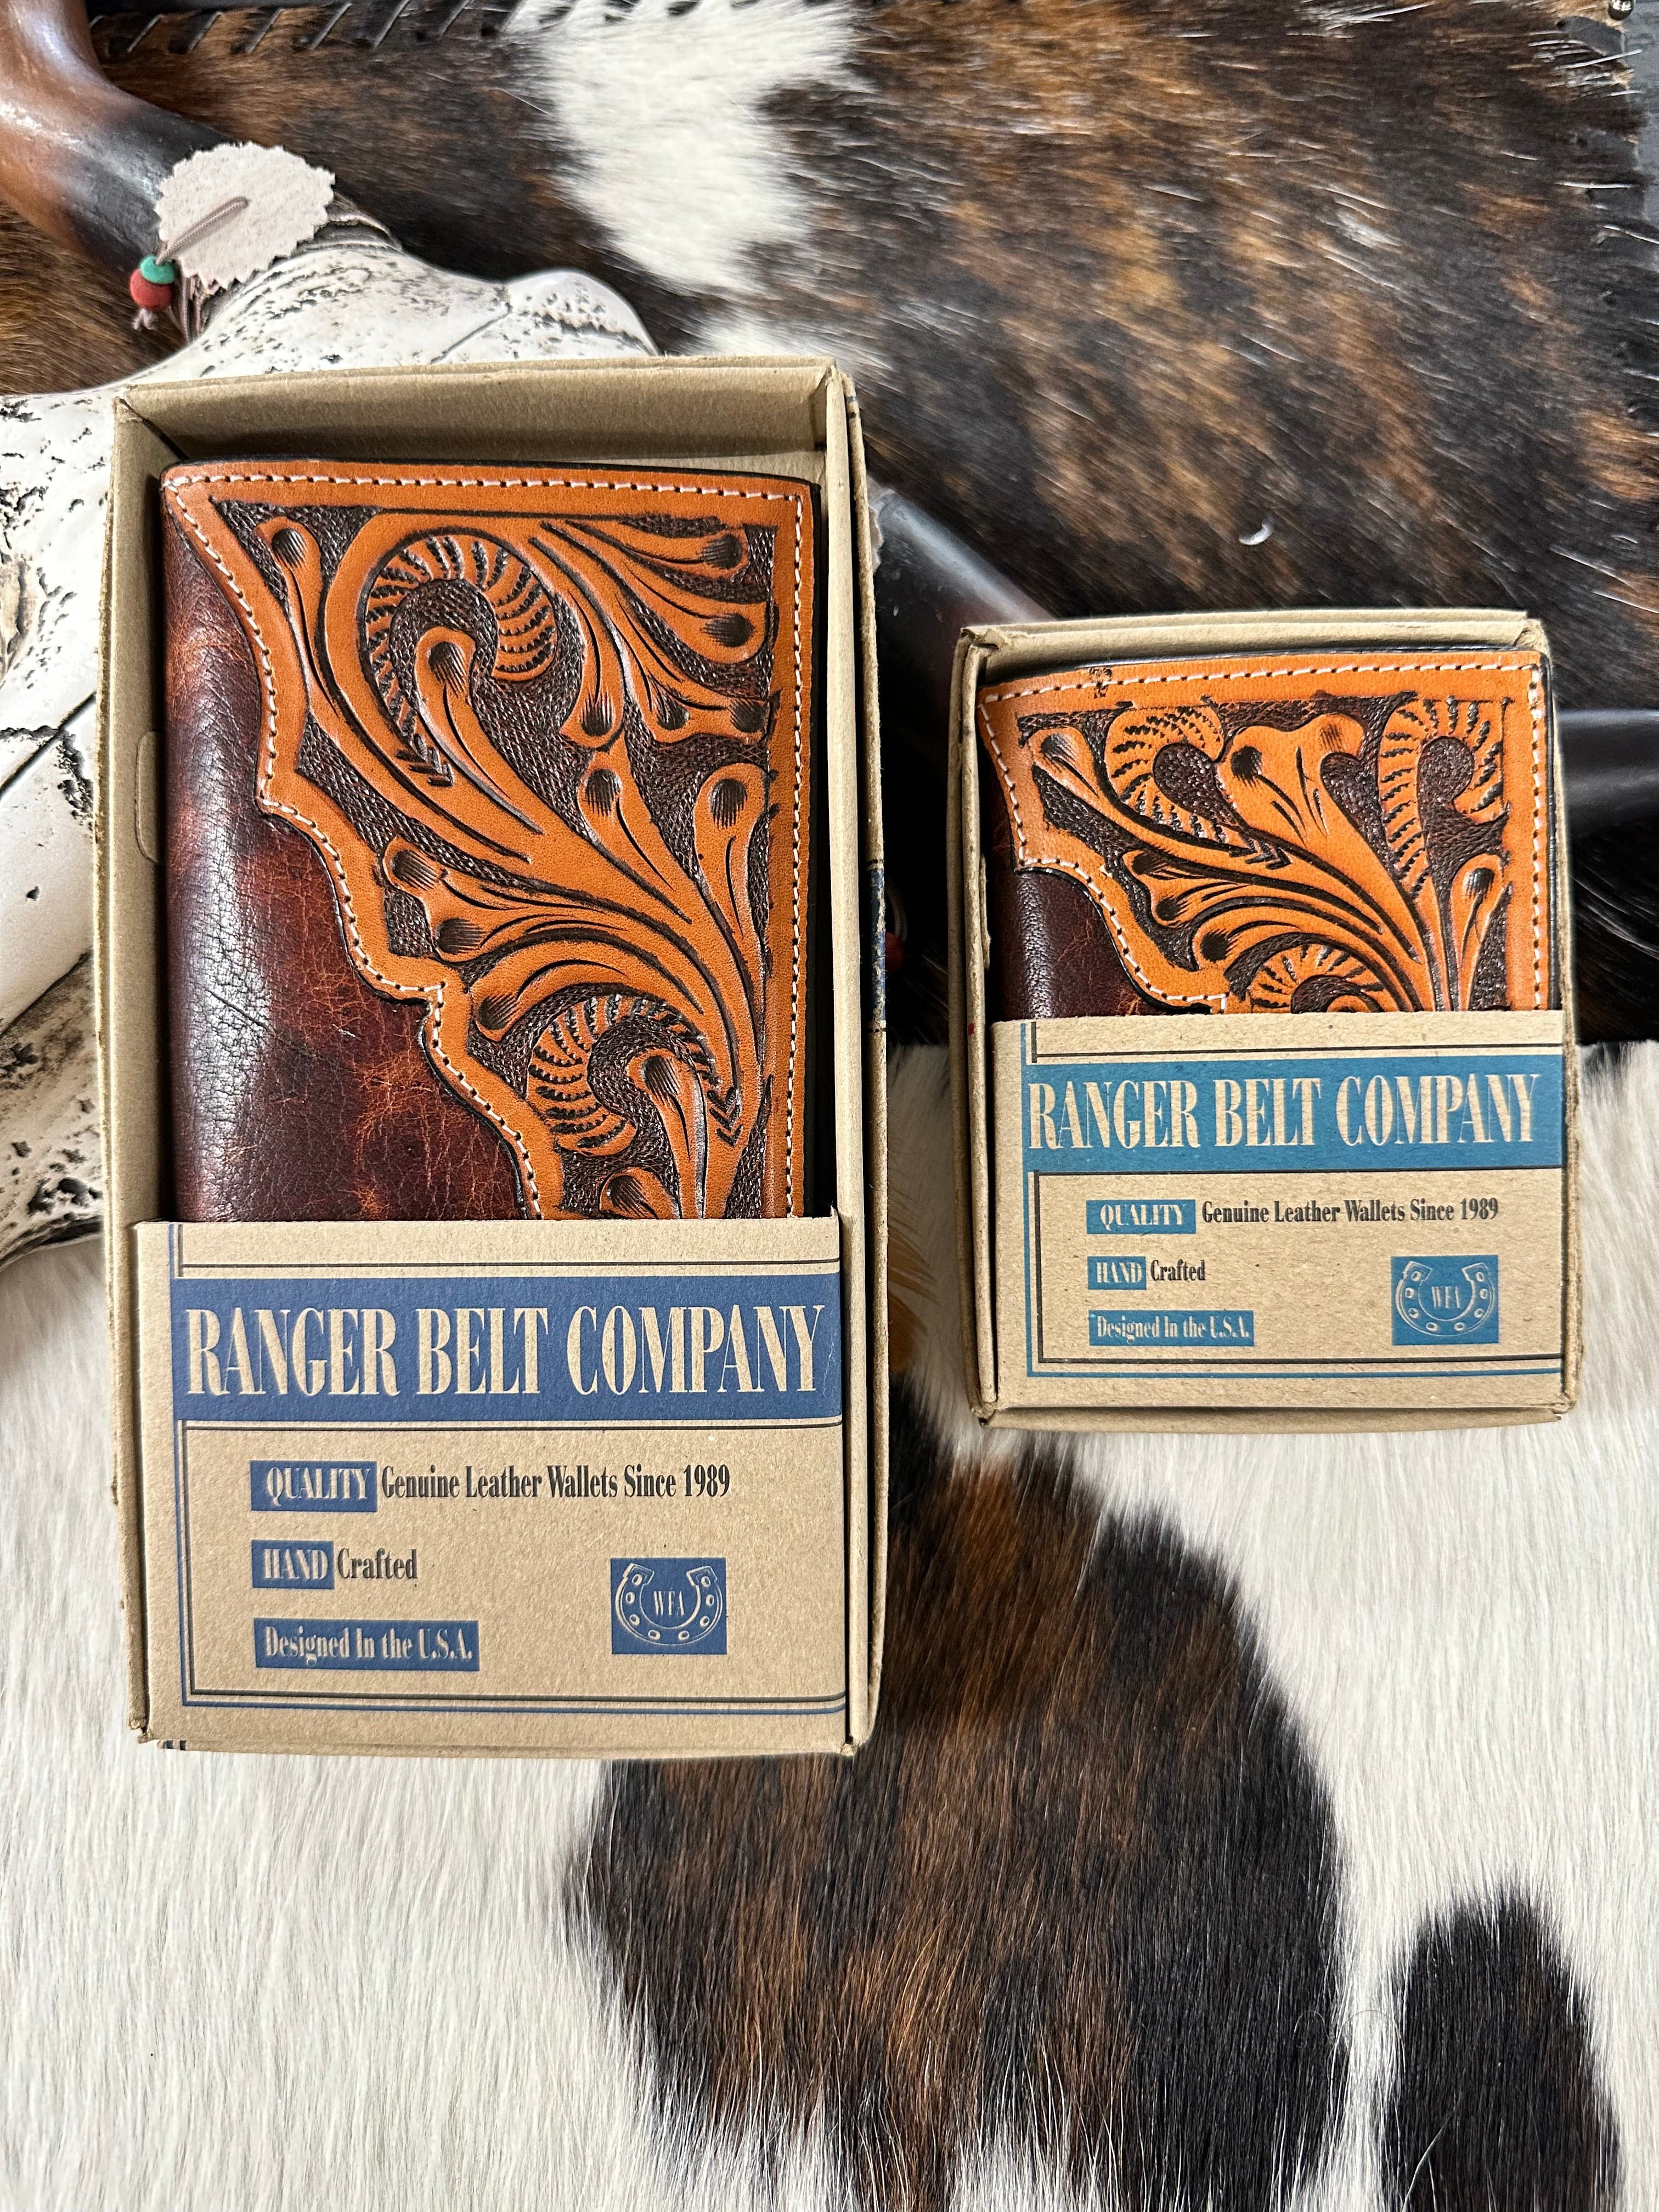 RANGER BELT COMPANY
QUALITY Genuine Leather Wallets Since 1989
HAND Crafted
WFA
Designed In the U.S.A.
RANGER BELT COMPANY
QUALITY Genuine Leather Wallets Since 1989
HAND Crafted
WFA
Designed In the U.S.A.